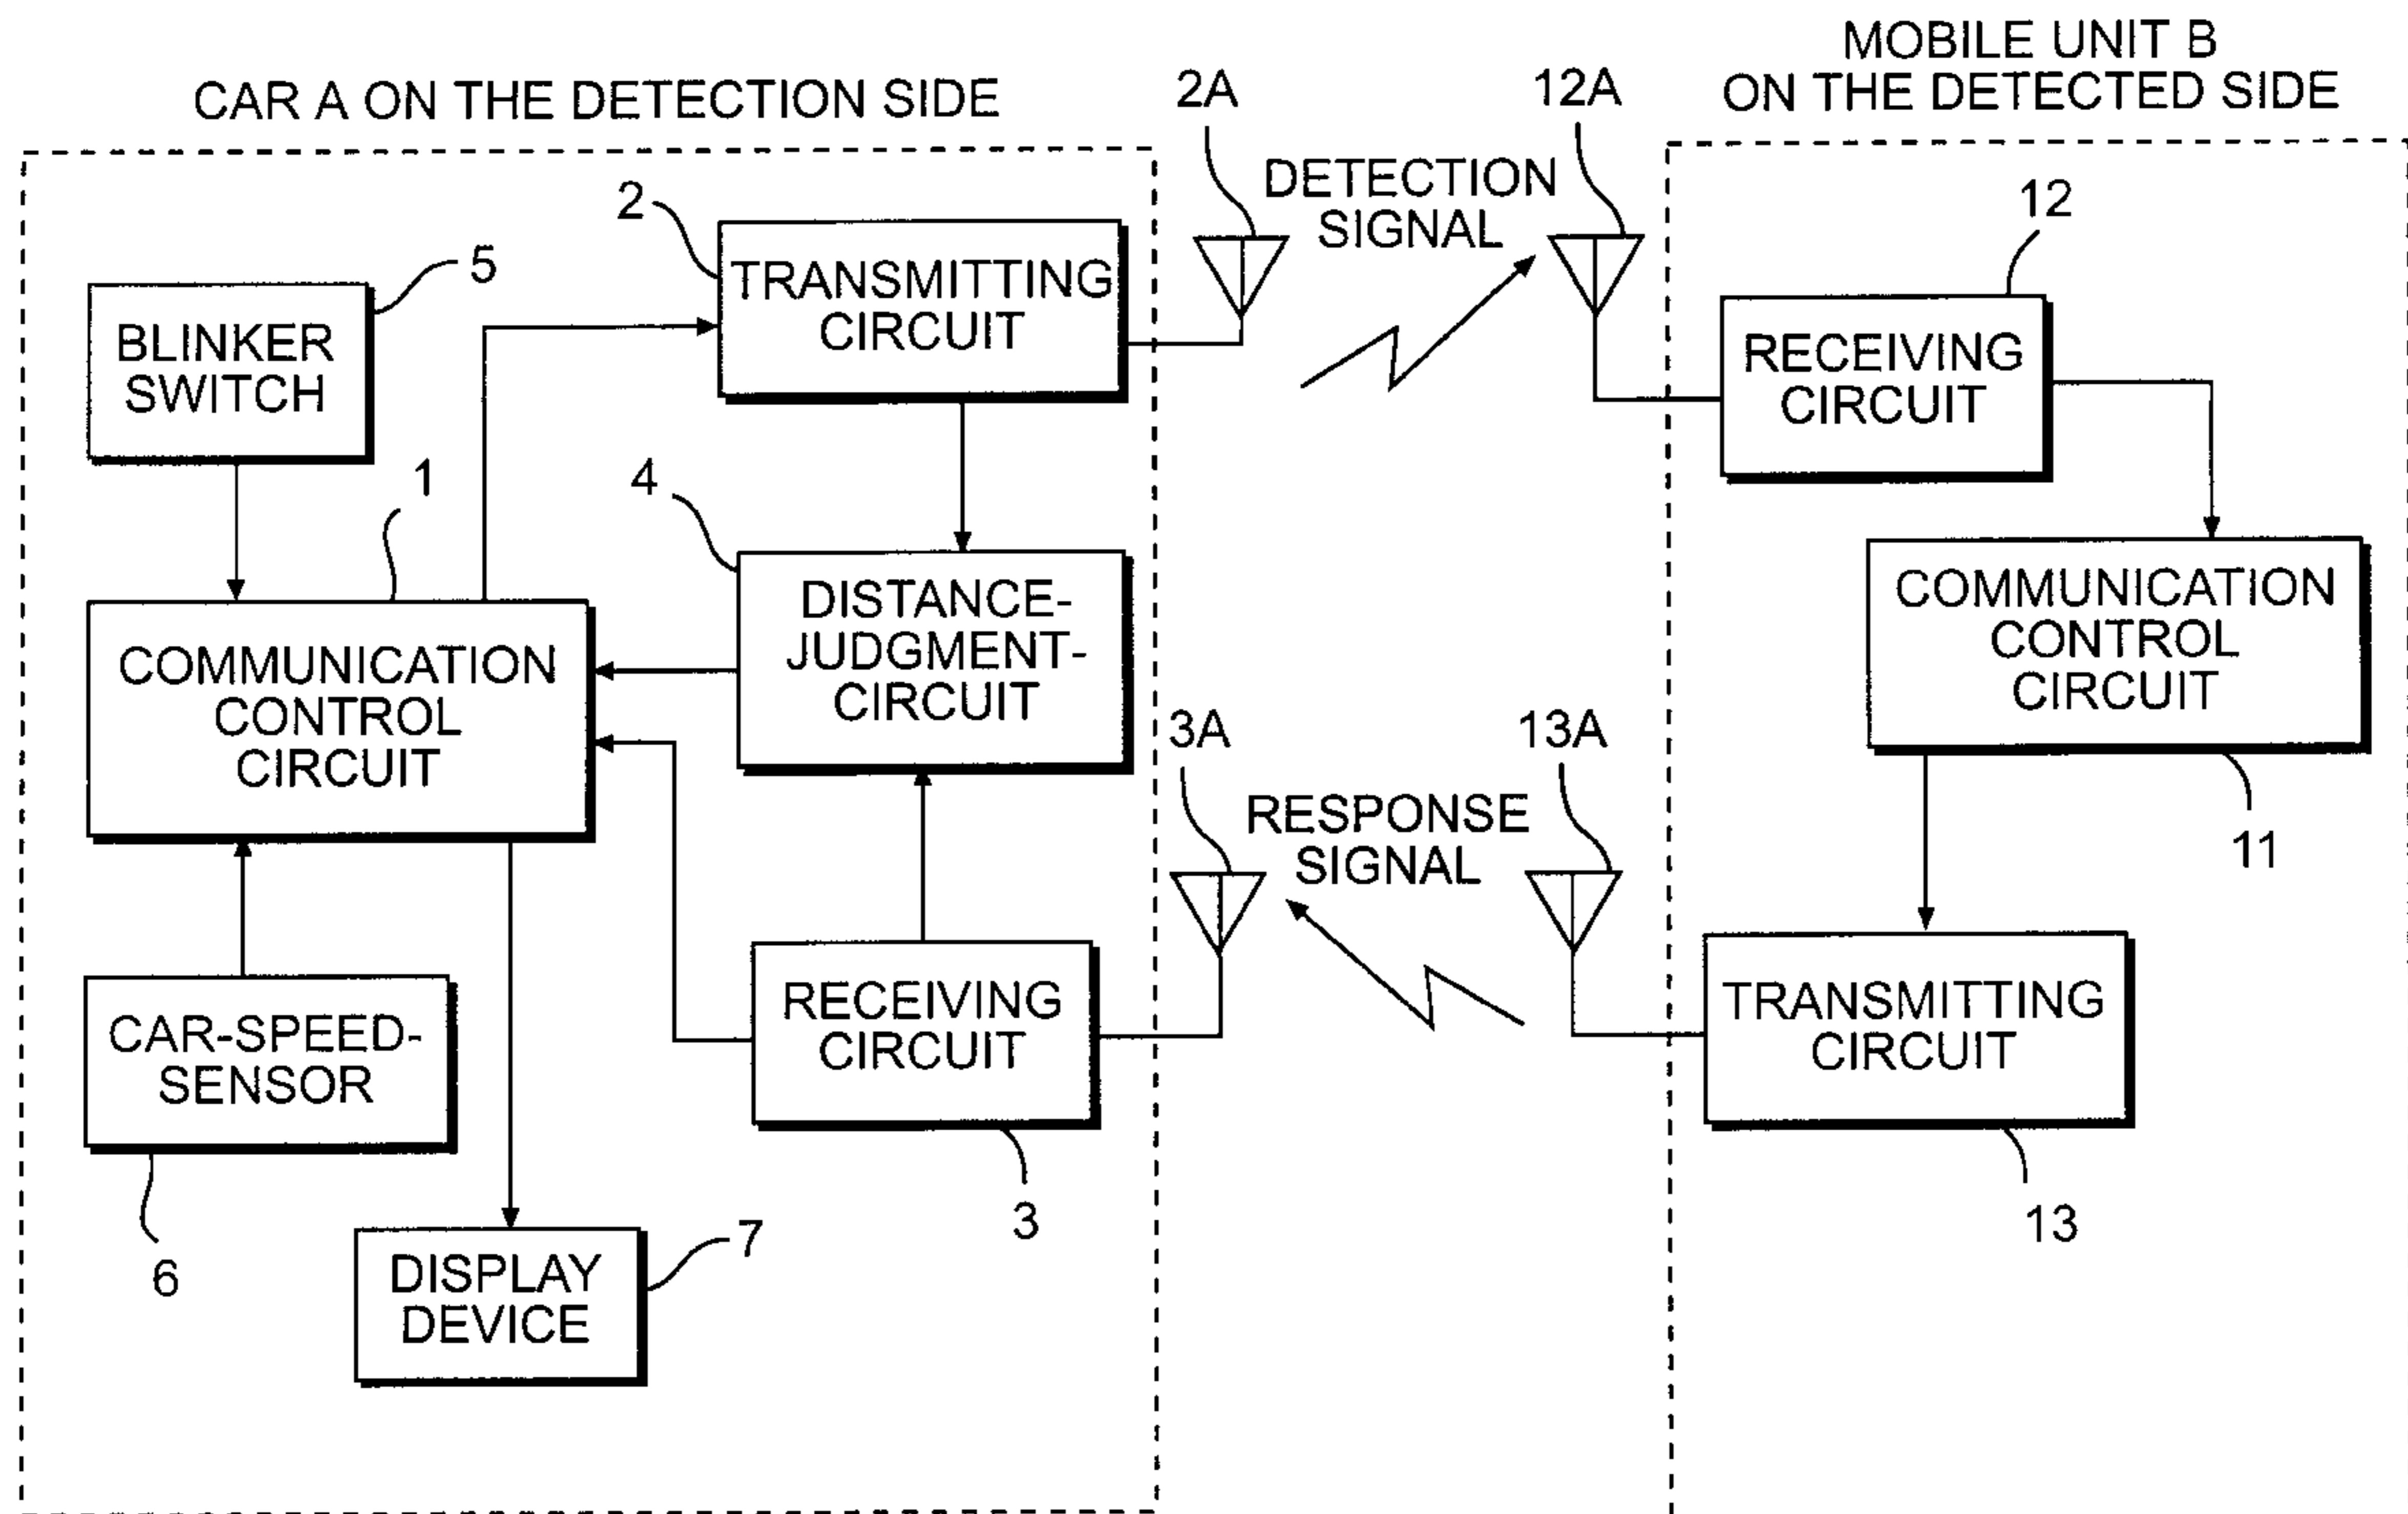 CAR A ON THE DETECTION SIDE
MOBILE UNIT B
ON THE DETECTED SIDE
2A
12A
DETECTION
SIGNAL
2
TRANSMITTING
CIRCUIT
5
BLINKER
SWITCH
12
RECEIVING
CIRCUIT
1
COMMUNICATION
CONTROL
CIRCUIT
4
DISTANCE-
JUDGMENT-
CIRCUIT
COMMUNICATION
CONTROL
CIRCUIT
11
3A
13A
RESPONSE
SIGNAL
CAR-SPEED-
SENSOR
6
RECEIVING
CIRCUIT
3
TRANSMITTING
CIRCUIT
13
DISPLAY
DEVICE
7